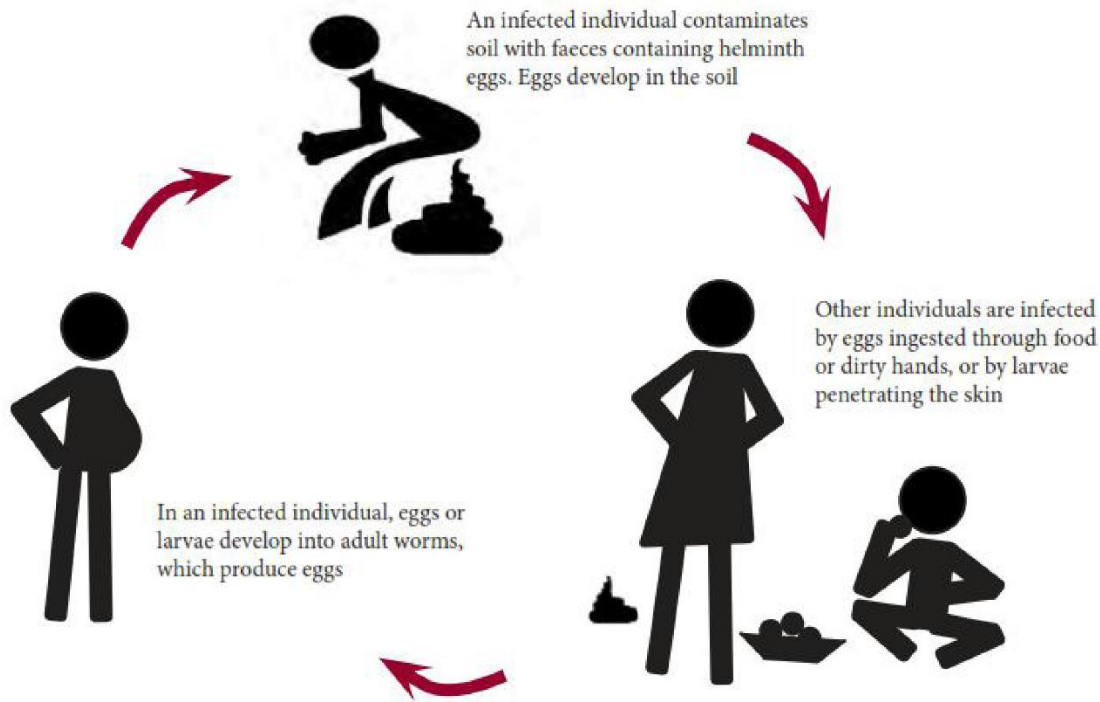 An infected individual contaminates
soil with faeces containing helminth
eggs. Eggs develop in the soil
Other individuals are infected
by eggs ingested through food
or dirty hands, or by larvae
penetrating the skin
In an infected individual, eggs or
larvae develop into adult worms,
which produce eggs